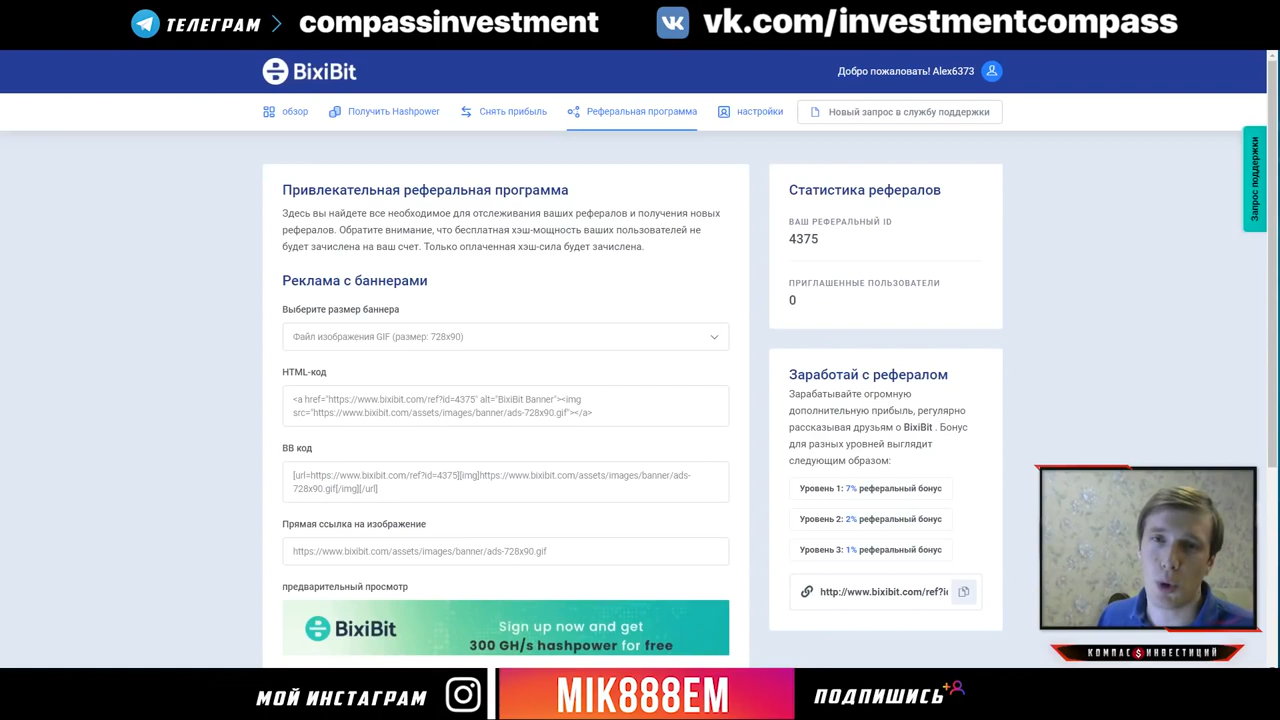 ТЕЛЕГРАМ
compassinvestment
vk.com/investmentcompass
BixiBit
Добро пожаловать! Alex6373
обзор
Получить Hashpower
Снять прибыль
Реферальная программа
настройки
Новый запрос в службу поддержки
Запрос поддержки
Привлекательная реферальная программа
Здесь вы найдете все необходимое для отслеживания ваших рефералов и получения новых
рефералов. Обратите внимание, что бесплатная хэш-мощность ваших пользователей не
будет зачислена на ваш счет. Только оплаченная хэш-сила будет зачислена.
Реклама с баннерами
Выберите размер баннера
Файл изображения GIF (размер: 728x90)
HTML-код
<a href="https://www.bixibit.com/ref?id=4375" alt="BixiBit Banner"><img
src="https://www.bixibit.com/assets/images/banner/ads-728x90.gif"></a>
BB код
[url=https://www.bixibit.com/ref?id=4375][img]https://www.bixibit.com/assets/images/banner/ads-
728x90.gif[/img][/url]
Прямая ссылка на изображение
https://www.bixibit.com/assets/images/banner/ads-728x90.gif
предварительный просмотр
BixiBit
Sign up now and get
300 GH/s hashpower for free
Статистика рефералов
ВАШ РЕФЕРАЛЬНЫЙ ID
4375
ПРИГЛАШЕННЫЕ ПОЛЬЗОВАТЕЛИ
0
Заработай с рефералом
Зарабатывайте огромную
дополнительную прибыль, регулярно
рассказывая друзьям о BixiBit . Бонус
для разных уровней выглядит
следующим образом:
Уровень 1: 7% реферальный бонус
Уровень 2: 2% реферальный бонус
Уровень 3: 1% реферальный бонус
http://www.bixibit.com/ref?i
КОМПАС $ ИНВЕСТИЦИЙ
МОЙ ИНСТАГРАМ
MIK888EM
ПОДПИШИСЬ